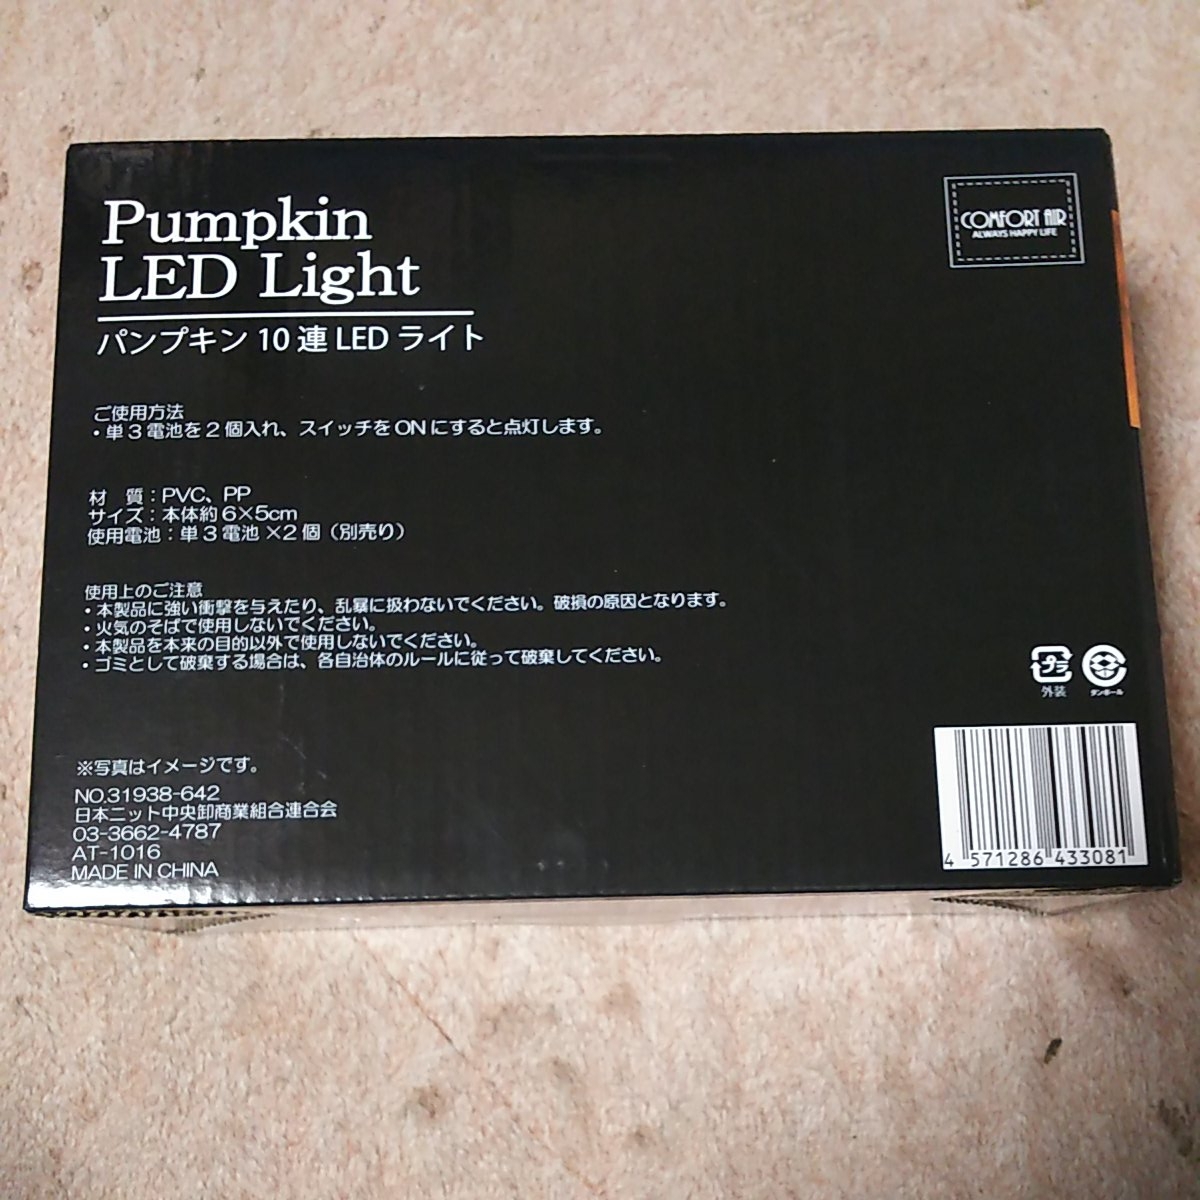 Pumpkin
LED Light
パンプキン 10 連 LED ライト
COMFORT AIR
ALWAYS HAPPY LIFE
ご使用方法
・単3電池を2個入れ、スイッチをONにすると点灯します。
材　質：PVC、PP
サイズ：本体約6×5cm
使用電池：単3電池×2個（別売り）
使用上のご注意
・本製品に強い衝撃を与えたり、乱暴に扱わないでください。破損の原因となります。
・火気のそばで使用しないでください。
・本製品を本来の目的以外で使用しないでください。
・ゴミとして破棄する場合は、各自治体のルールに従って破棄してください。
プラ
外装
ダンボール
※写真はイメージです。
NO.31938-642
日本ニット中央卸商業組合連合会
03-3662-4787
AT-1016
MADE IN CHINA
4 571286 433081